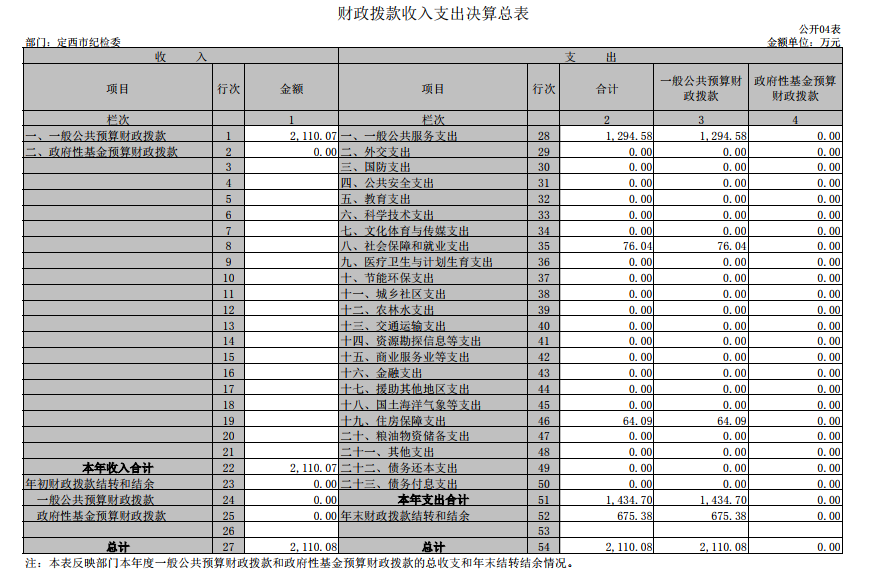 财政拨款收入支出决算总表
公开04表
部门：定西市纪检委 金额单位：万元
收 入 支 出
项目 行次 金额 项目 行次 合计 一般公共预算财政拨款 政府性基金预算财政拨款
栏次 1 栏次 2 3 4
一、一般公共预算财政拨款 1 2,110.07 一、一般公共服务支出 28 1,294.58 1,294.58 0.00
二、政府性基金预算财政拨款 2 0.00 二、外交支出 29 0.00 0.00 0.00
3 三、国防支出 30 0.00 0.00 0.00
4 四、公共安全支出 31 0.00 0.00 0.00
5 五、教育支出 32 0.00 0.00 0.00
6 六、科学技术支出 33 0.00 0.00 0.00
7 七、文化体育与传媒支出 34 0.00 0.00 0.00
8 八、社会保障和就业支出 35 76.04 76.04 0.00
9 九、医疗卫生与计划生育支出 36 0.00 0.00 0.00
10 十、节能环保支出 37 0.00 0.00 0.00
11 十一、城乡社区支出 38 0.00 0.00 0.00
12 十二、农林水支出 39 0.00 0.00 0.00
13 十三、交通运输支出 40 0.00 0.00 0.00
14 十四、资源勘探信息等支出 41 0.00 0.00 0.00
15 十五、商业服务业等支出 42 0.00 0.00 0.00
16 十六、金融支出 43 0.00 0.00 0.00
17 十七、援助其他地区支出 44 0.00 0.00 0.00
18 十八、国土海洋气象等支出 45 0.00 0.00 0.00
19 十九、住房保障支出 46 64.09 64.09 0.00
20 二十、粮油物资储备支出 47 0.00 0.00 0.00
21 二十一、其他支出 48 0.00 0.00 0.00
本年收入合计 22 2,110.07 二十二、债务还本支出 49 0.00 0.00 0.00
年初财政拨款结转和结余 23 0.00 二十三、债务付息支出 50 0.00 0.00 0.00
一般公共预算财政拨款 24 0.00 本年支出合计 51 1,434.70 1,434.70 0.00
政府性基金预算财政拨款 25 0.00 年末财政拨款结转和结余 52 675.38 675.38 0.00
26 53
总计 27 2,110.08 总计 54 2,110.08 2,110.08 0.00
注：本表反映部门本年度一般公共预算财政拨款和政府性基金预算财政拨款的总收支和年末结转结余情况。